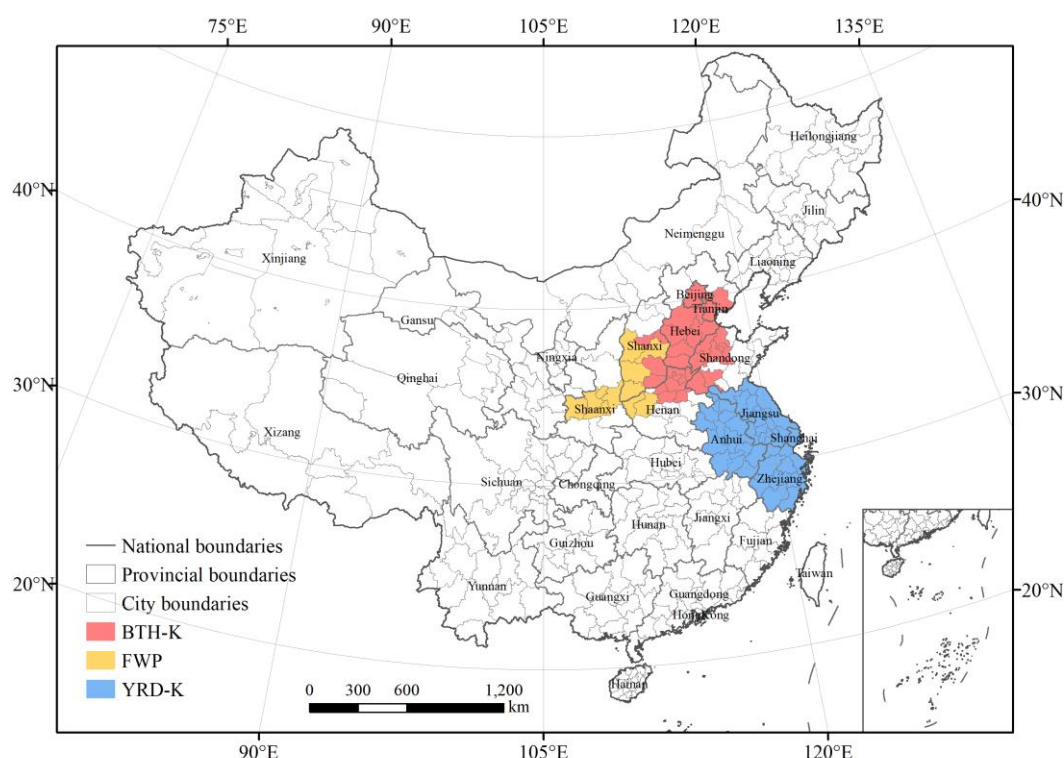 75°E 90°E 105°E 120°E 135°E
40°N
30°N
20°N
40°N
30°N
20°N
Heilongjiang
Jilin
Neimenggu
Liaoning
Xinjiang
Beijing
Tianjin
Gansu
Hebei
Shanxi
Ningxia
Shandong
Qinghai
Shaanxi
Henan
Jiangsu
Xizang
Anhui
Shanghai
Hubei
Zhejiang
Sichuan
Chongqing
Hunan
Jiangxi
Guizhou
Fujian
Taiwan
Yunnan
Guangxi
Guangdong
HongKong
Hainan
National boundaries
Provincial boundaries
City boundaries
BTH-K
FWP
YRD-K
0 300 600 1,200
km
90°E 105°E 120°E